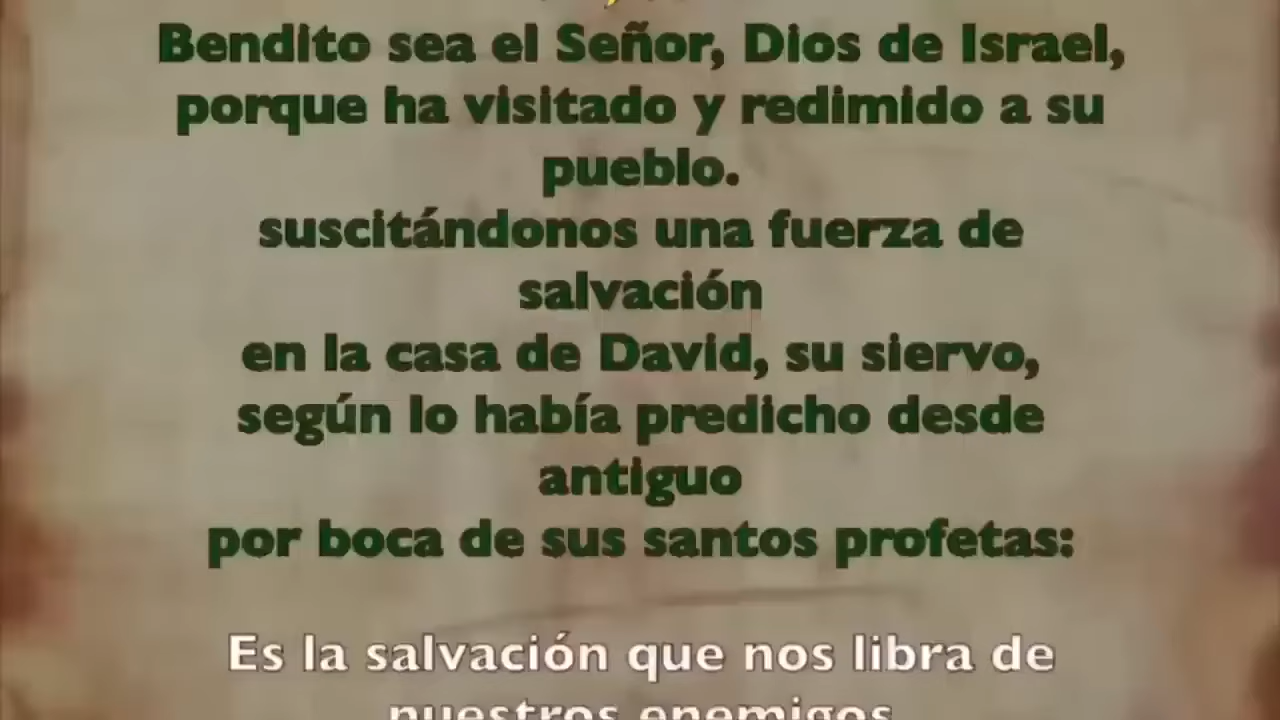 Bendito sea el Señor, Dios de Israel,
porque ha visitado y redimido a su
pueblo.
suscitándonos una fuerza de
salvación
en la casa de David, su siervo,
según lo había predicho desde
antiguo
por boca de sus santos profetas:
Es la salvación que nos libra de
nuestros enemigos